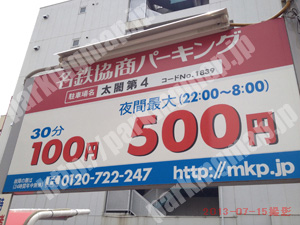 名鉄協商パーキング
駐車場名 太閤第4 コードNo.1839
夜間最大(22:00~8:00)
30分
100円 500円
0120-722-247 http://mkp.jp